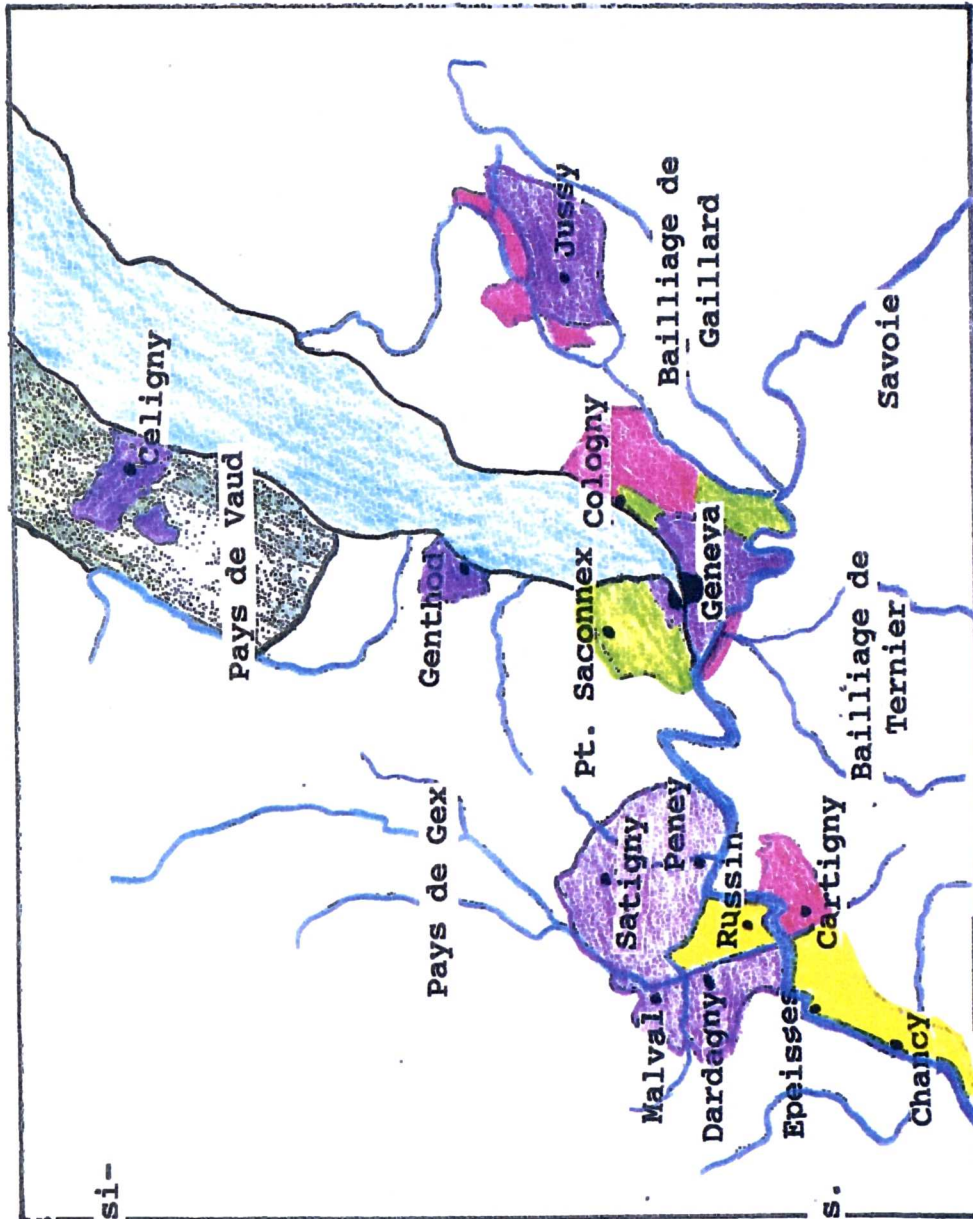 si-
s.
Celigny
Pays de Vaud
Genthod
Pays de Gex
Jussy
Bailliage de
Gaillard
Cologny
Pt. Saconnex
Geneva
Savoie
Satigny
Peney
Russin
Malval
Dardagny
Epeisses
Chancy
Cartigny
Bailliage de
Ternier